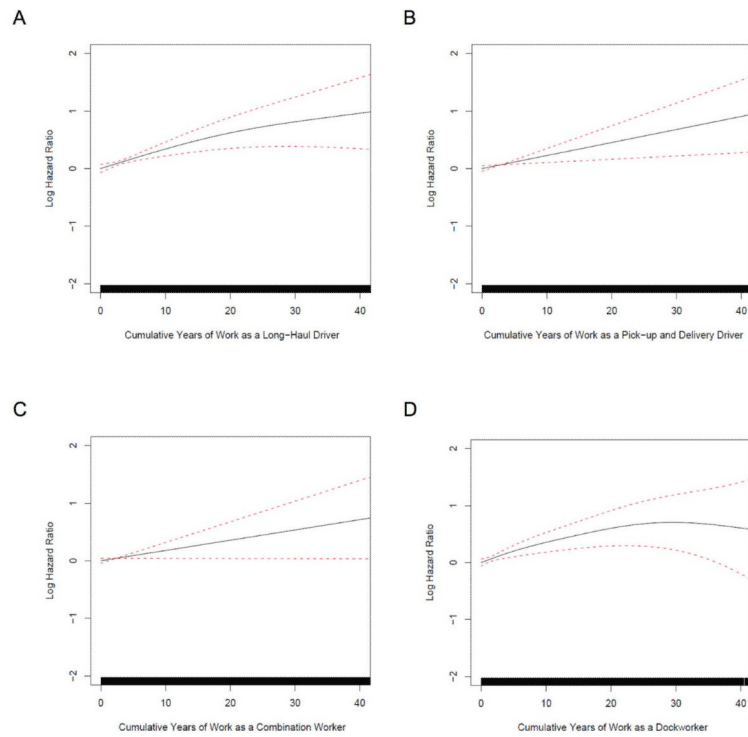 A
2
1
0
−1
−2
Log Hazard Ratio
0 10 20 30 40
Cumulative Years of Work as a Long−Haul Driver
B
2
1
0
−1
−2
Log Hazard Ratio
0 10 20 30 40
Cumulative Years of Work as a Pick−up and Delivery Driver
C
2
1
0
−1
−2
Log Hazard Ratio
0 10 20 30 40
Cumulative Years of Work as a Combination Worker
D
2
1
0
−1
−2
Log Hazard Ratio
0 10 20 30 40
Cumulative Years of Work as a Dockworker